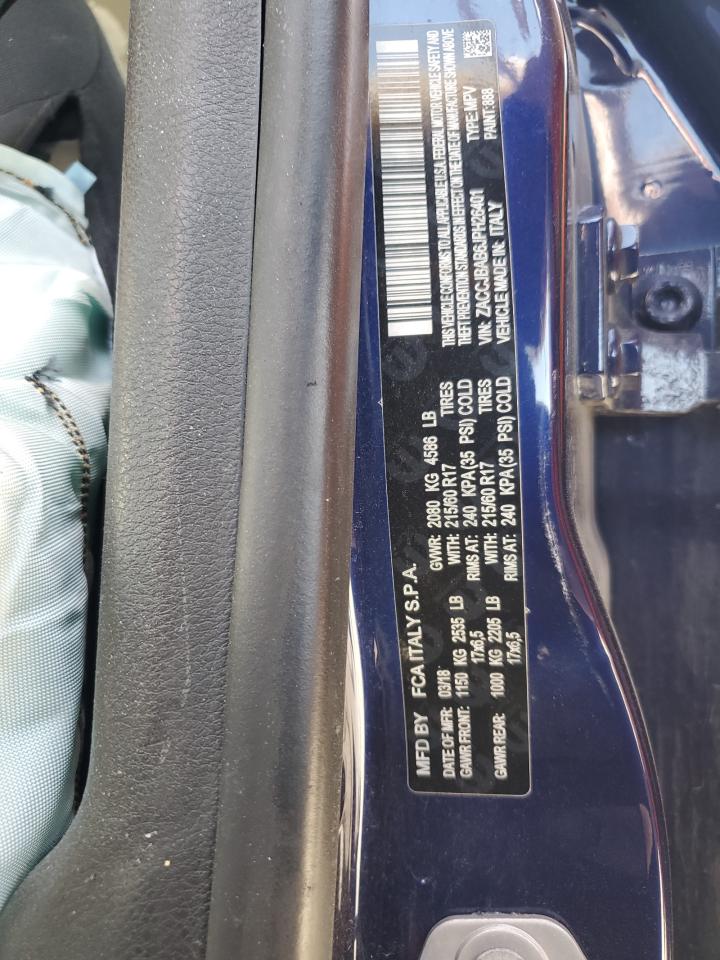 MFD BY FCA ITALY S.P.A.
DATE OF MFR: 03/18 GVWR: 2080 KG 4586 LB
GAWR FRONT: 1150 KG 2535 LB WITH: 215/60 R17 TIRES
17x6,5 RIMS AT: 240 KPA(35 PSI) COLD
GAWR REAR: 1000 KG 2205 LB WITH: 215/60 R17 TIRES
17x6,5 RIMS AT: 240 KPA(35 PSI) COLD
THIS VEHICLE CONFORMS TO ALL APPLICABLE U.S.A. FEDERAL MOTOR VEHICLE SAFETY AND
THEFT PREVENTION STANDARDS IN EFFECT ON THE DATE OF MANUFACTURE SHOWN ABOVE
VIN: ZACCJBAB6JPH26401 TYPE: MPV
VEHICLE MADE IN: ITALY PAINT: 888